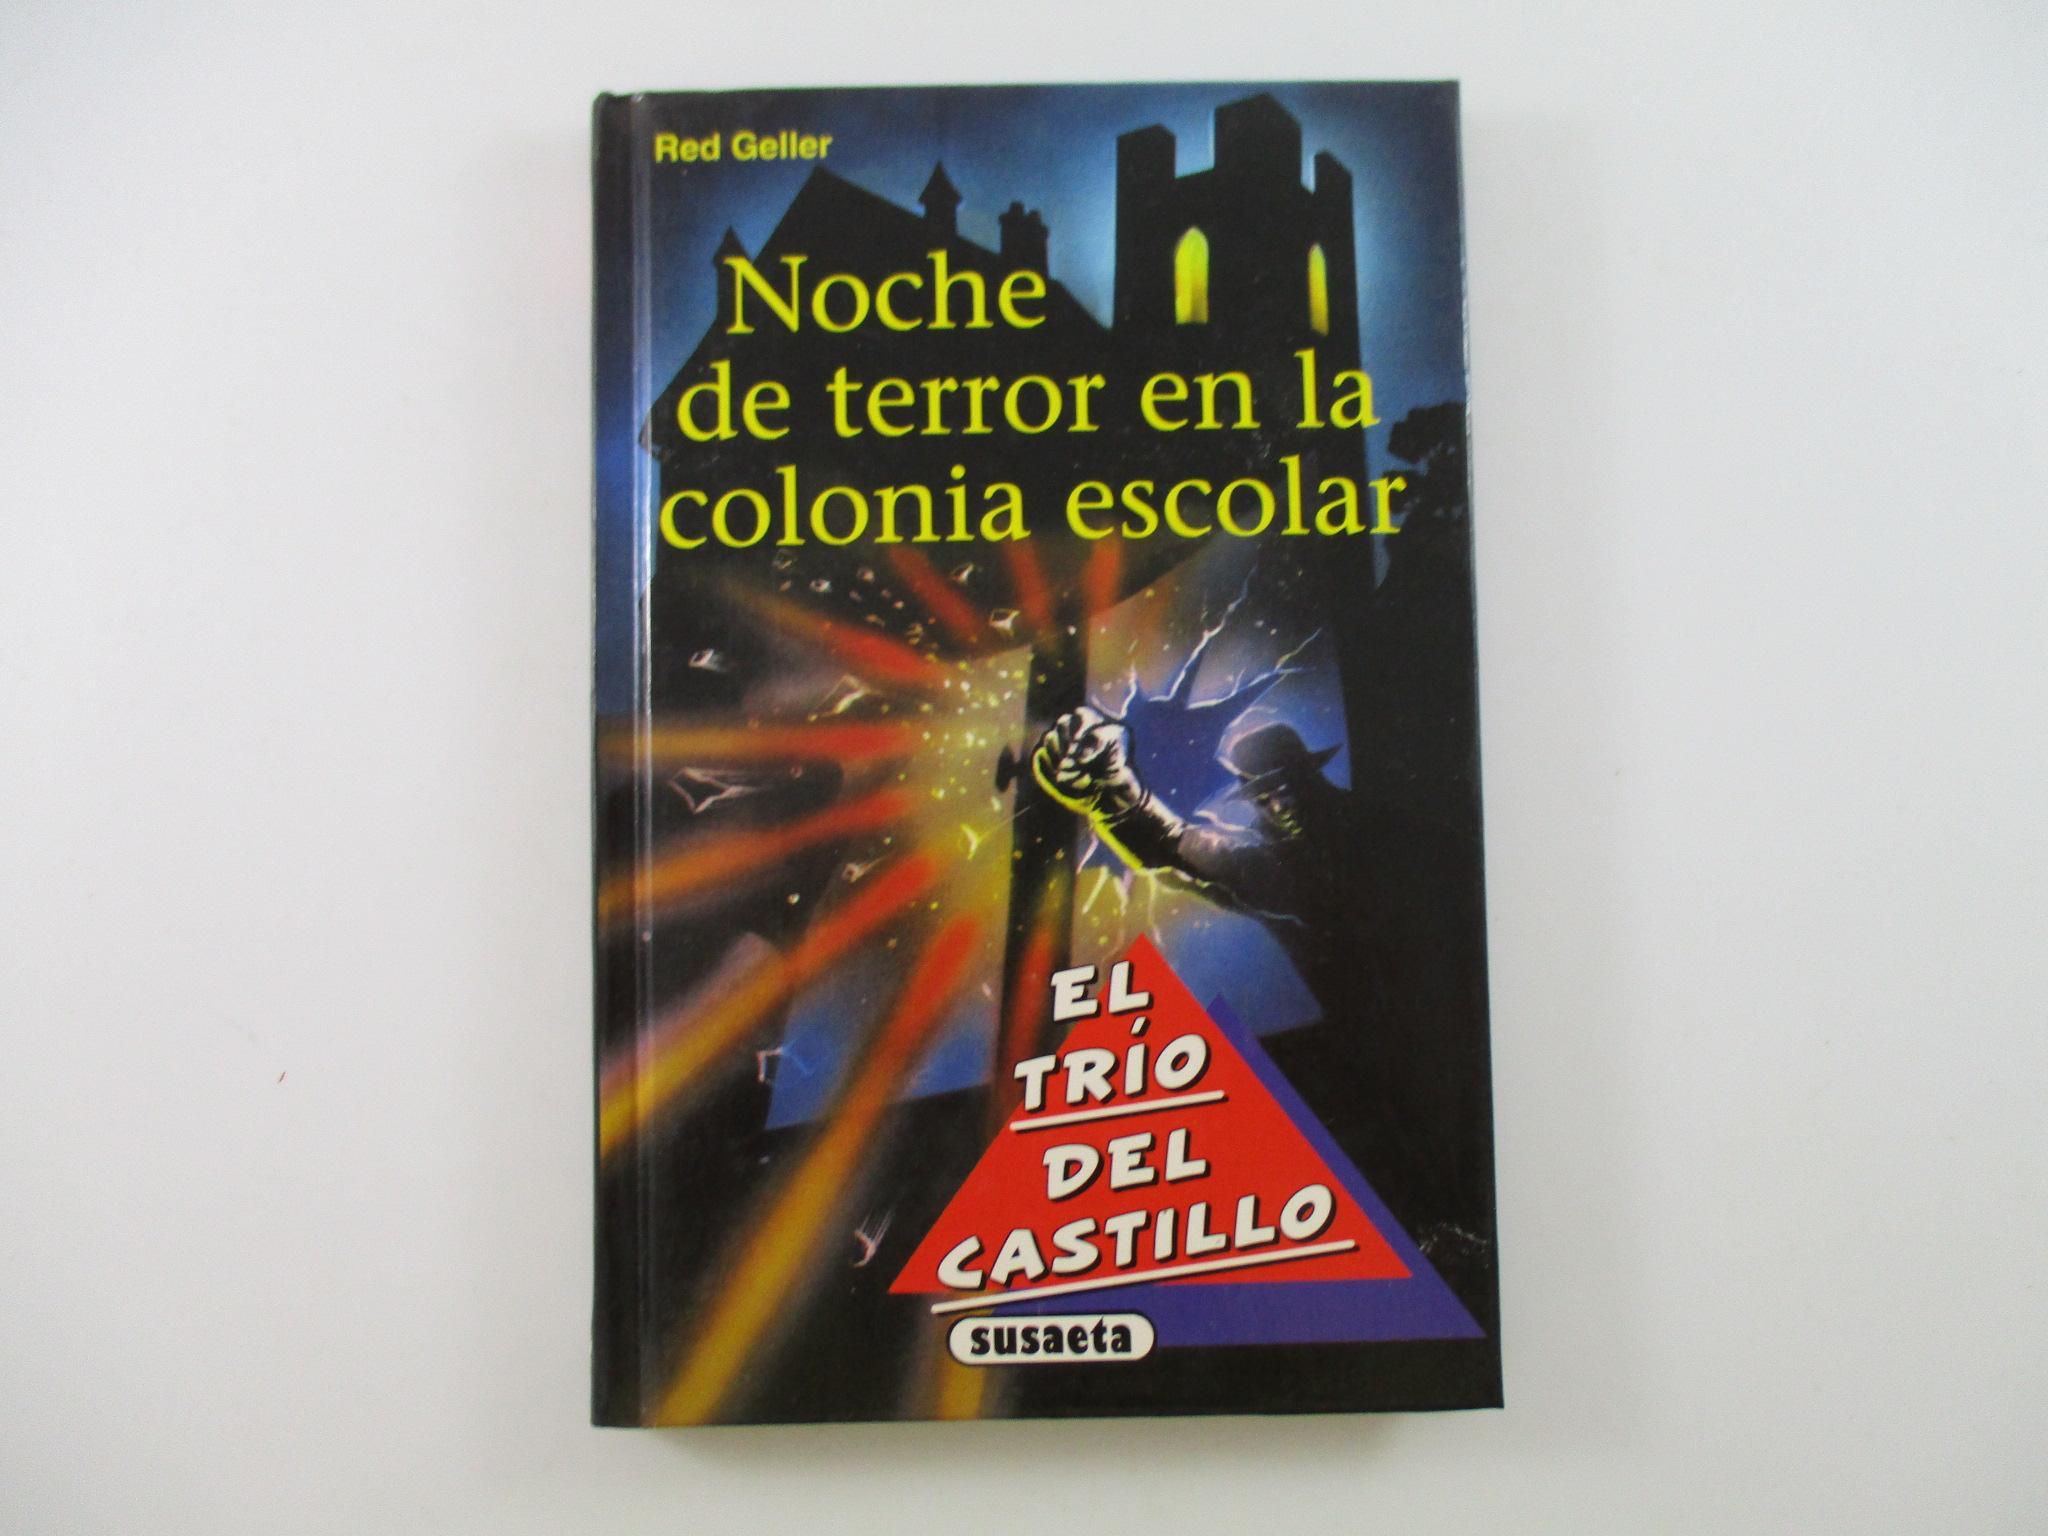 Red Geller
Noche
de terror en la
colonia escolar
EL
TRÍO
DEL
CASTILLO
susaeta